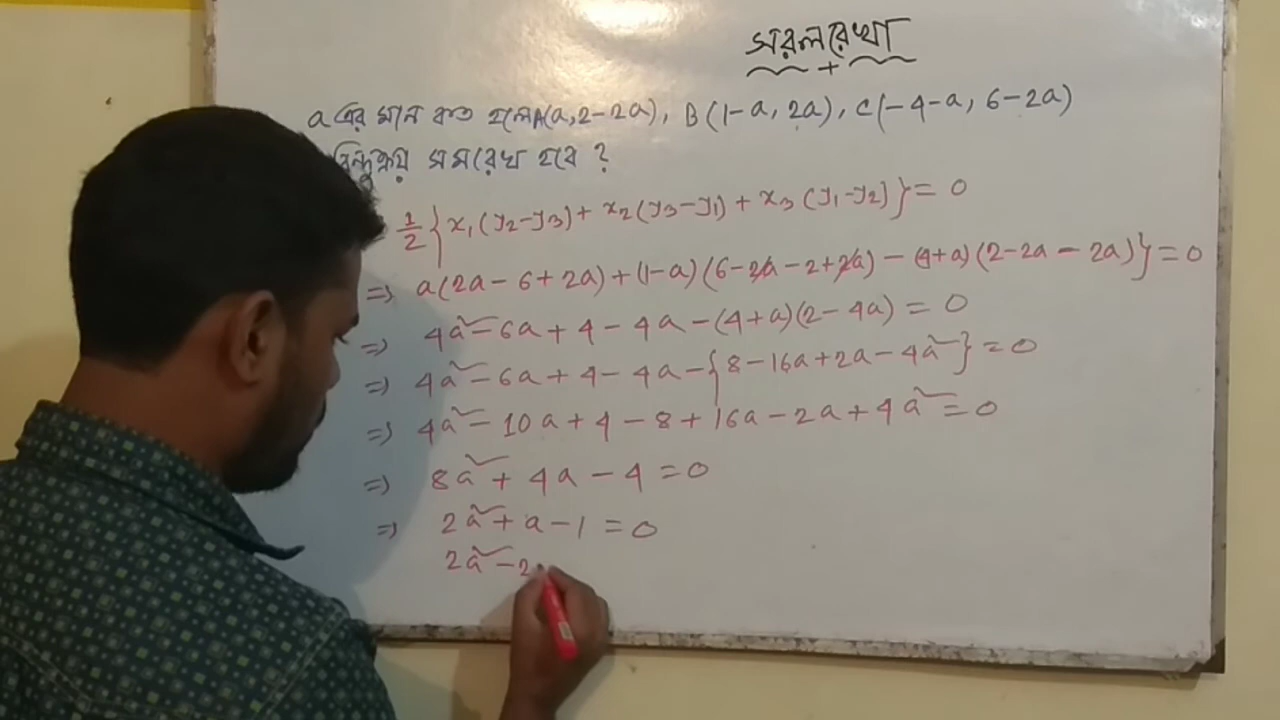 সরলরেখা
+
a এর মান কত হলে A(a, 2-2a), B(1-a, 2a), C(-4-a, 6-2a)
বিন্দুত্রয় সমরেখ হবে ?
1/2 {x₁(y₂-y₃) + x₂(y₃-y₁) + x₃(y₁-y₂)} = 0
=> a(2a-6+2a) + (1-a)(6-2a-2+2a) - (4+a)(2-2a-2a)} = 0
=> 4a² - 6a + 4 - 4a - (4+a)(2-4a) = 0
=> 4a² - 6a + 4 - 4a - {8-16a+2a-4a²} = 0
=> 4a² - 10a + 4 - 8 + 16a - 2a + 4a² = 0
=> 8a² + 4a - 4 = 0
=> 2a² + a - 1 = 0
2a² - 2